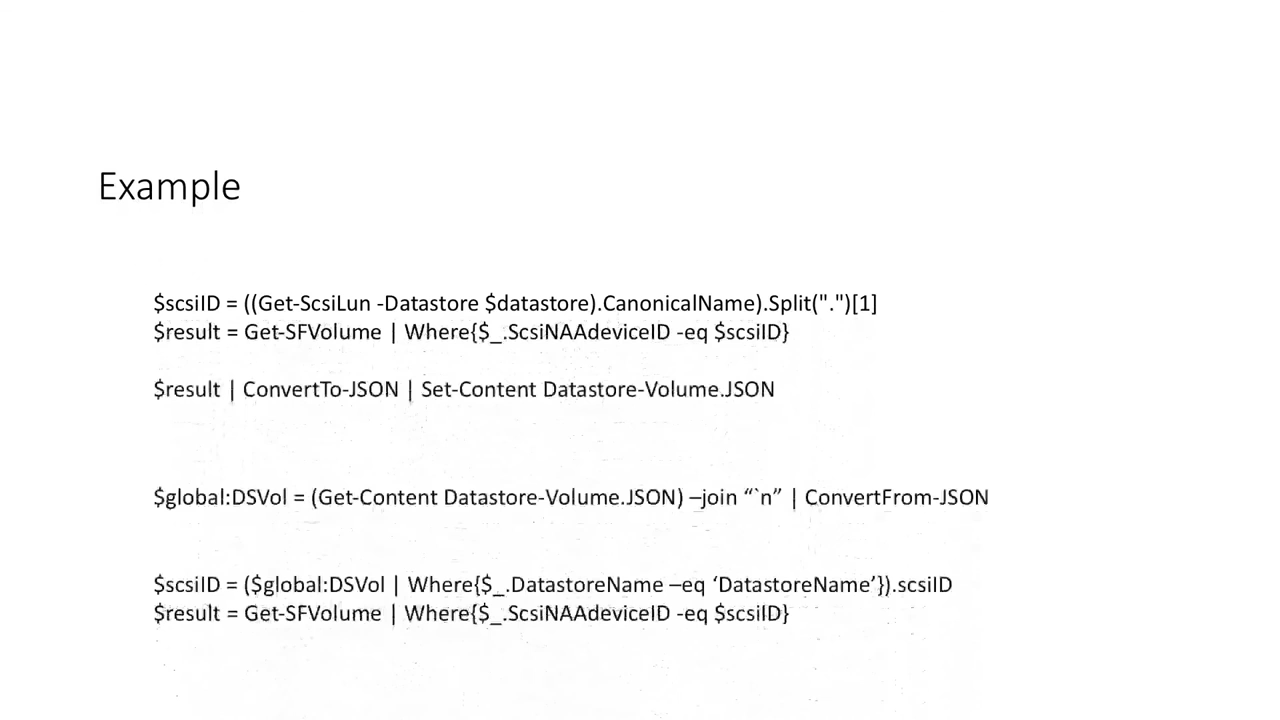 Example
$scsiID = ((Get-ScsiLun -Datastore $datastore).CanonicalName).Split(".")[1]
$result = Get-SFVolume | Where{$_.ScsiNAAdeviceID -eq $scsiID}
$result | ConvertTo-JSON | Set-Content Datastore-Volume.JSON
$global:DSVol = (Get-Content Datastore-Volume.JSON) –join “`n” | ConvertFrom-JSON
$scsiID = ($global:DSVol | Where{$_.DatastoreName –eq ‘DatastoreName’}).scsiID
$result = Get-SFVolume | Where{$_.ScsiNAAdeviceID -eq $scsiID}